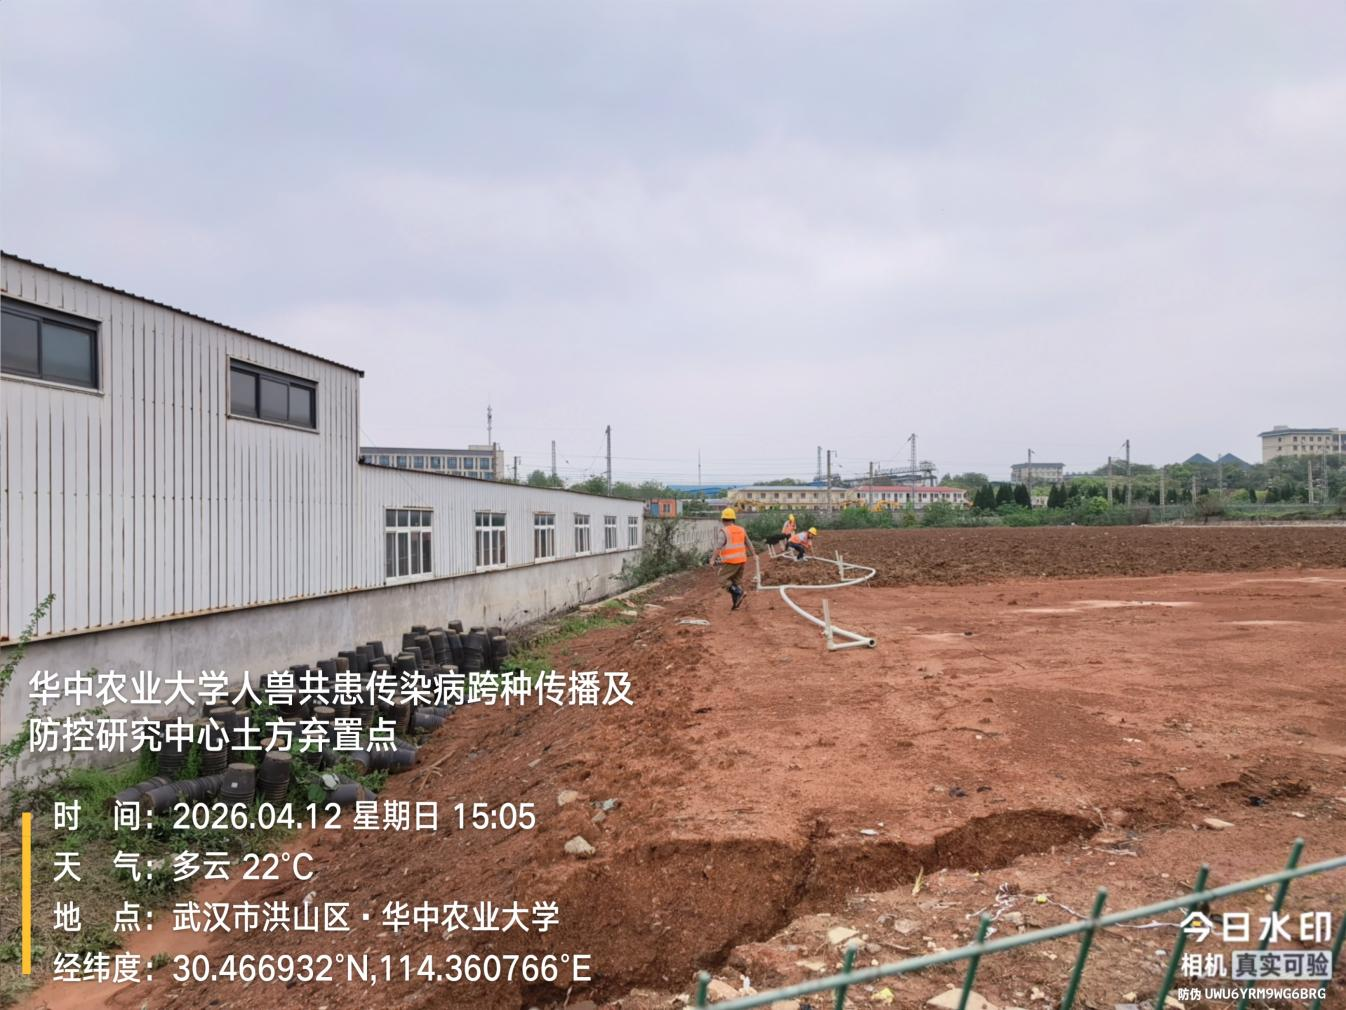 华中农业大学人兽共患传染病跨种传播及
防控研究中心土方弃置点
时 间：2026.04.12 星期日 15:05
天 气：多云 22°C
地 点：武汉市洪山区·华中农业大学
经纬度：30.466932°N,114.360766°E
今日水印
相机 真实可验
防伪 UWU6YRM9WG6BRG